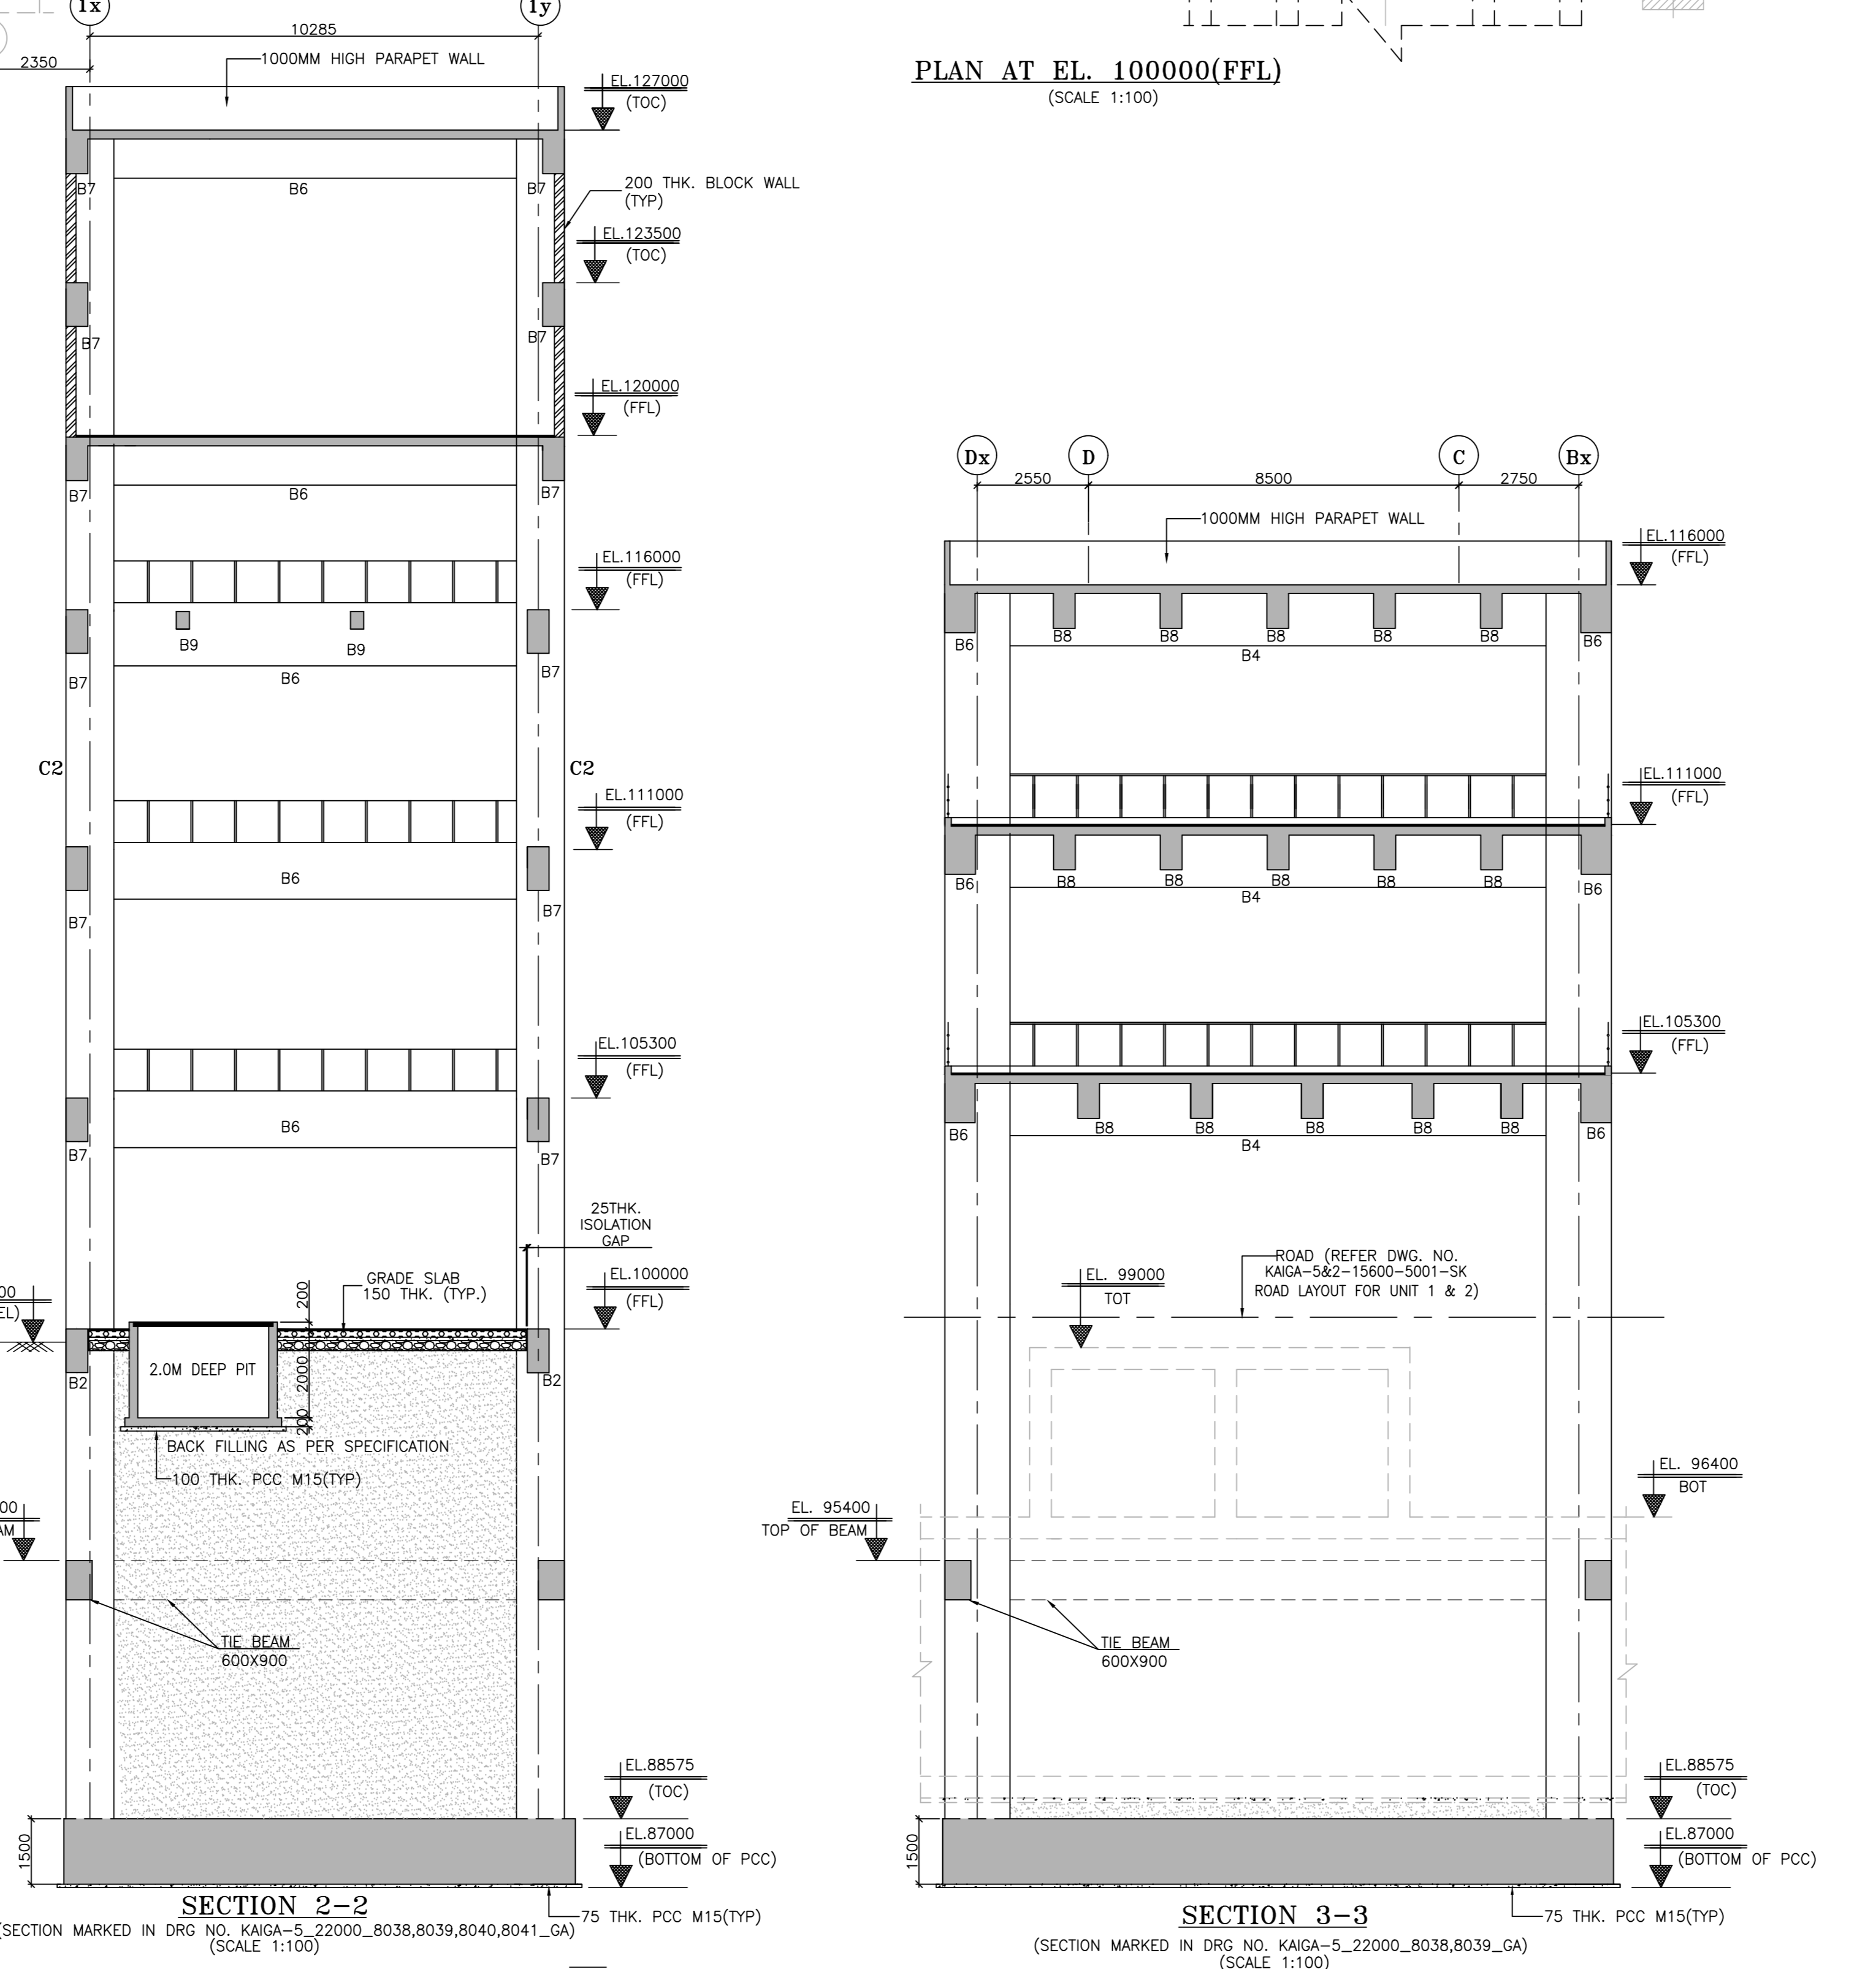 1x
1y
10285
2350
1000MM HIGH PARAPET WALL
EL.127000
(TOC)
B7
B6
B7
200 THK. BLOCK WALL
(TYP)
EL.123500
(TOC)
B7
B7
EL.120000
(FFL)
B7
B6
B7
EL.116000
(FFL)
B9
B9
B7
B6
B7
C2
C2
EL.111000
(FFL)
B6
B7
B7
EL.105300
(FFL)
B6
B7
B7
25THK.
ISOLATION
GAP
GRADE SLAB
150 THK. (TYP.)
200
EL.100000
(FFL)
00
EL)
2.0M DEEP PIT
2000
B2
B2
200
BACK FILLING AS PER SPECIFICATION
100 THK. PCC M15(TYP)
00
AM
TIE BEAM
600X900
EL.88575
(TOC)
1500
EL.87000
(BOTTOM OF PCC)
75 THK. PCC M15(TYP)
SECTION 2-2
(SECTION MARKED IN DRG NO. KAIGA-5_22000_8038,8039,8040,8041_GA)
(SCALE 1:100)
PLAN AT EL. 100000(FFL)
(SCALE 1:100)
Dx
D
C
Bx
2550
8500
2750
1000MM HIGH PARAPET WALL
EL.116000
(FFL)
B6
B8
B8
B8
B8
B8
B6
B4
EL.111000
(FFL)
B6
B8
B8
B8
B8
B8
B6
B4
EL.105300
(FFL)
B6
B8
B8
B8
B8
B8
B6
B4
ROAD (REFER DWG. NO.
KAIGA-5&2-15600-5001-SK
ROAD LAYOUT FOR UNIT 1 & 2)
EL. 99000
TOT
EL. 96400
BOT
EL. 95400
TOP OF BEAM
TIE BEAM
600X900
EL.88575
(TOC)
1500
EL.87000
(BOTTOM OF PCC)
75 THK. PCC M15(TYP)
SECTION 3-3
(SECTION MARKED IN DRG NO. KAIGA-5_22000_8038,8039_GA)
(SCALE 1:100)